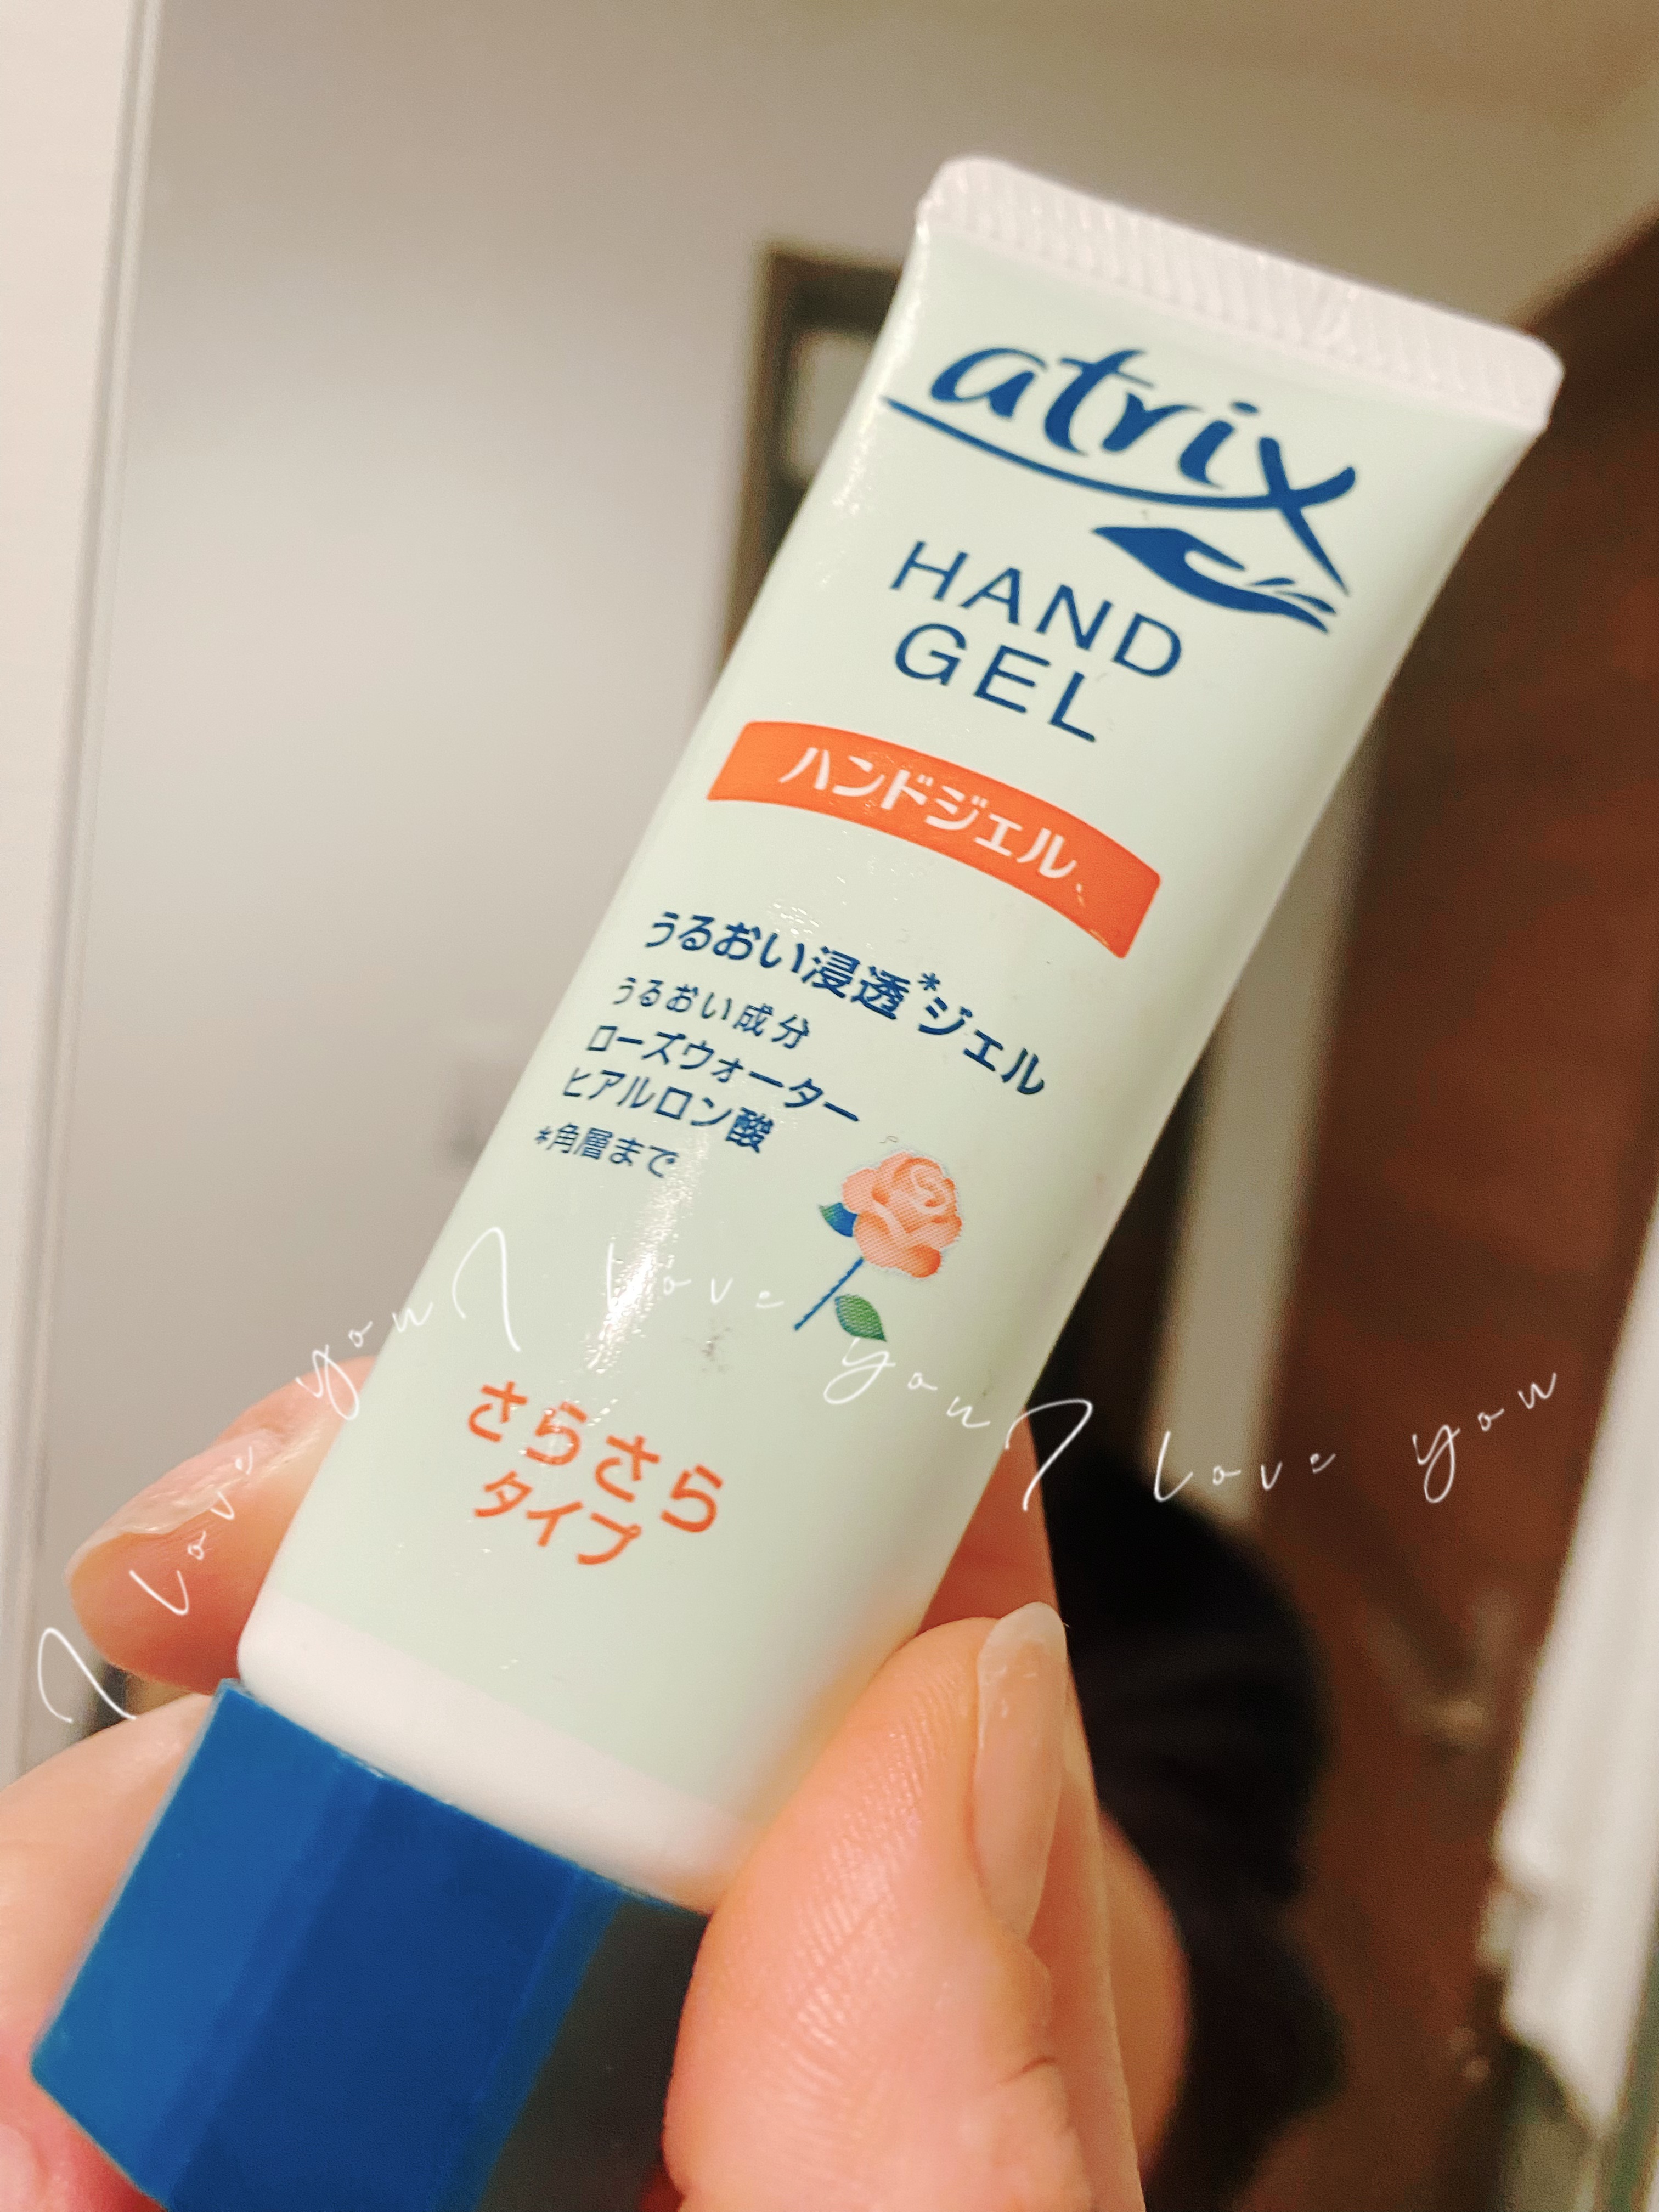 atrix
HAND
GEL
ハンドジェル
うるおい浸透*ジェル
うるおい成分
ローズウォーター
ヒアルロン酸
*角層まで
さらさら
タイプ
I love you I love you I love you